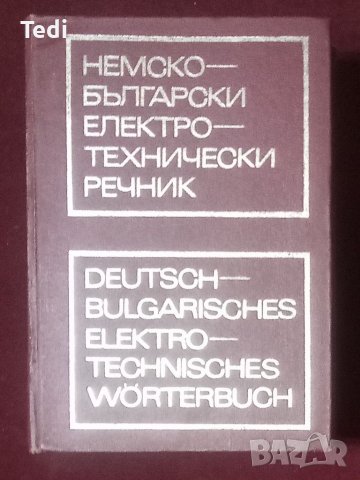 Tedi
НЕМСКО—
БЪЛГАРСКИ
ЕЛЕКТРО—
ТЕХНИЧЕСКИ
РЕЧНИК
DEUTSCH—
BULGARISCHES
ELEKTRO—
TECHNISCHES
WÖRTERBUCH
BAZAR